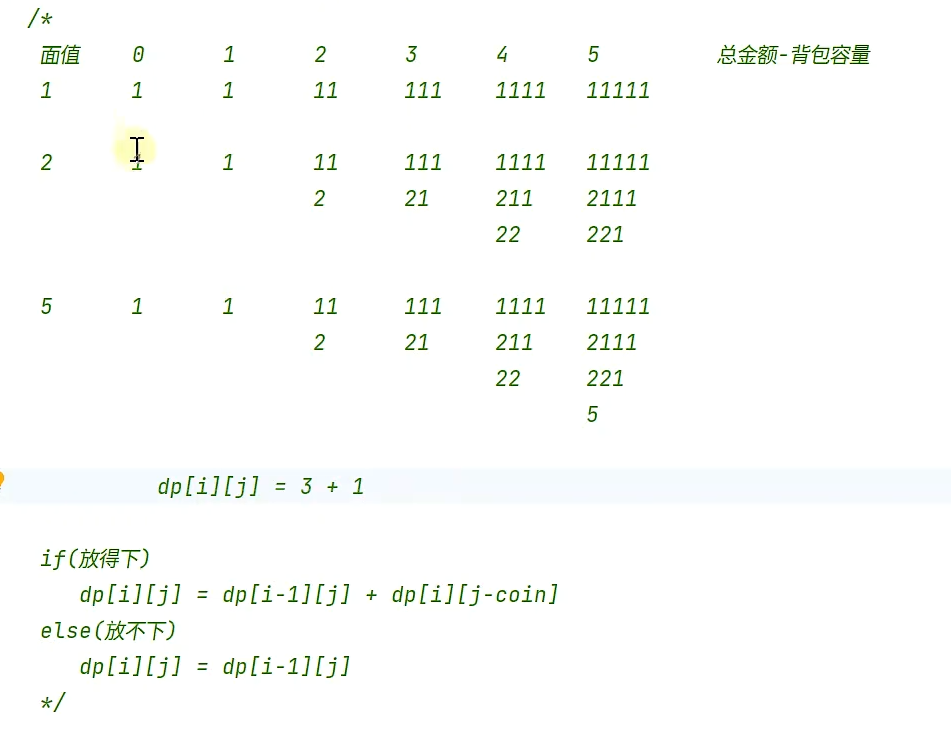 /*
面值 0 1 2 3 4 5 总金额-背包容量
1 1 1 11 111 1111 11111
2 1 1 11 111 1111 11111
2 21 211 2111
22 221
5 1 1 11 111 1111 11111
2 21 211 2111
22 221
5
dp[i][j] = 3 + 1
if(放得下)
dp[i][j] = dp[i-1][j] + dp[i][j-coin]
else(放不下)
dp[i][j] = dp[i-1][j]
*/